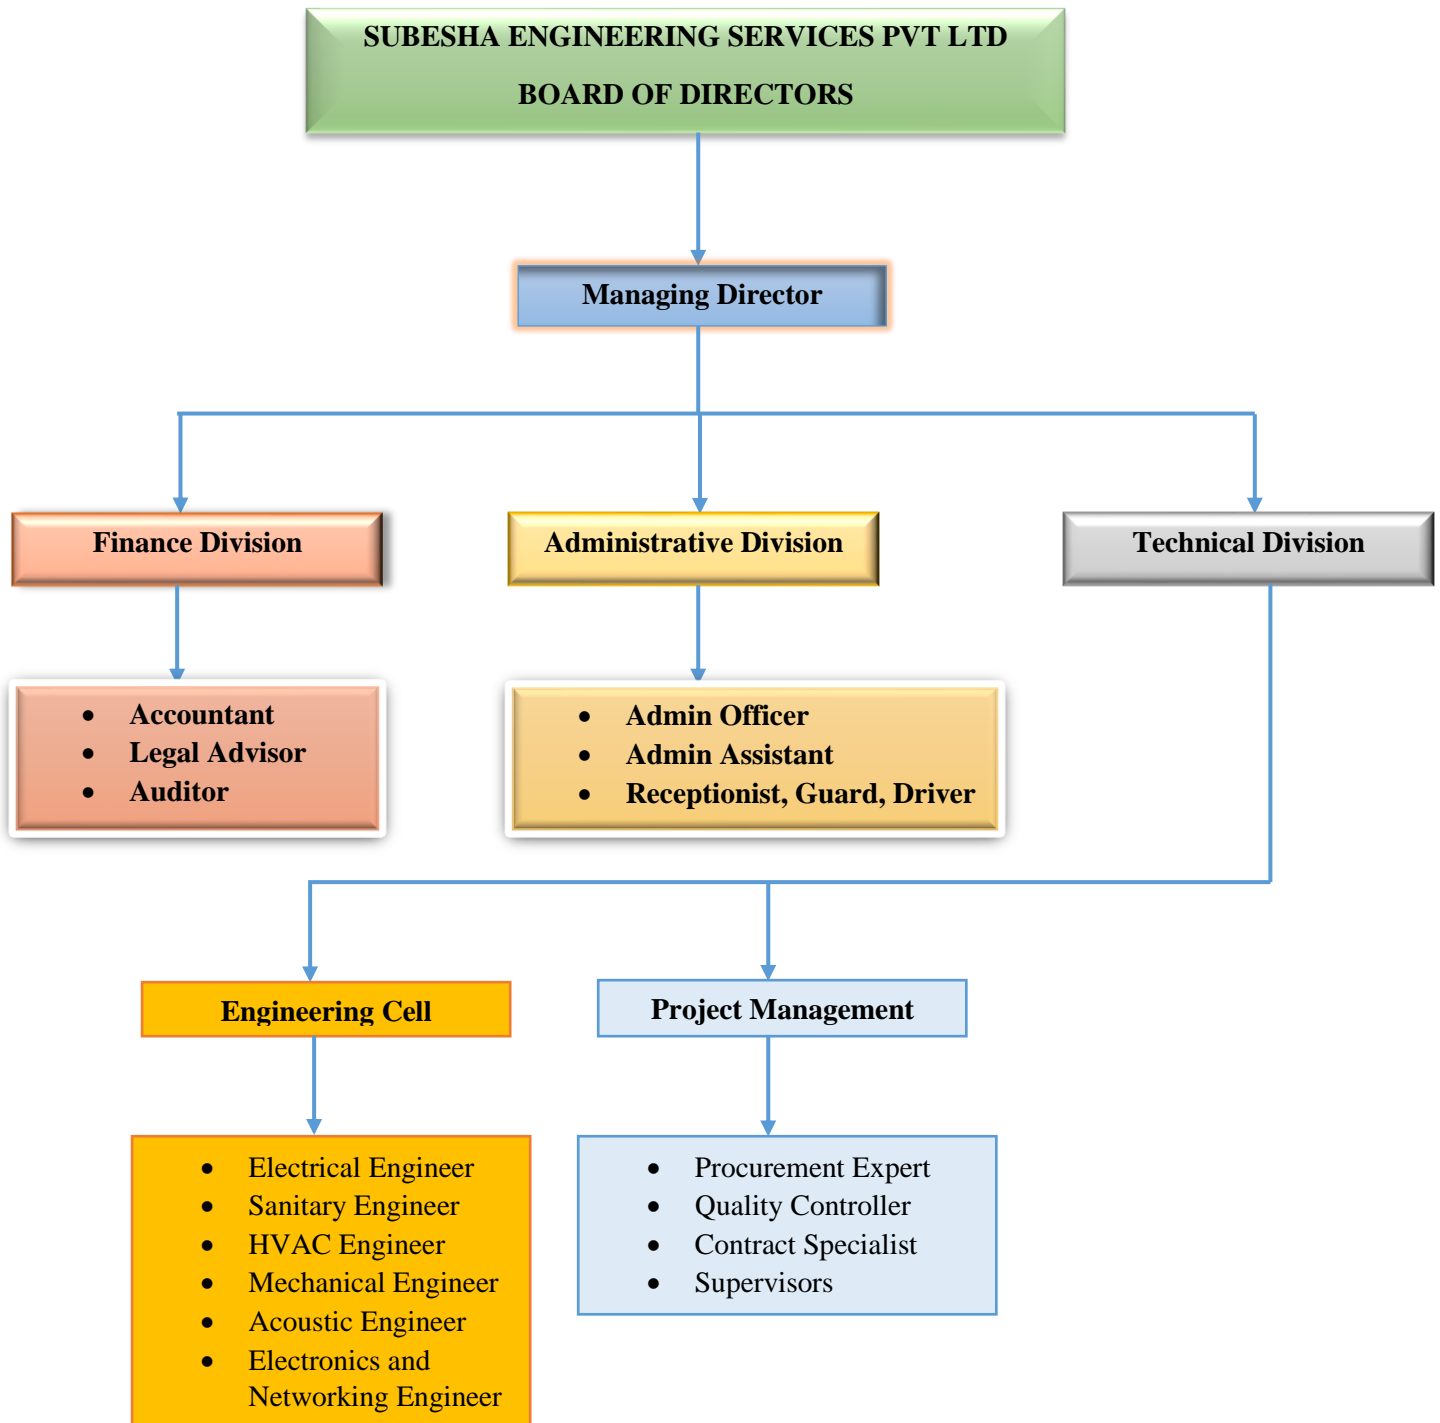 SUBESHA ENGINEERING SERVICES PVT LTD
BOARD OF DIRECTORS
Managing Director
Finance Division
Administrative Division
Technical Division
• Accountant
• Legal Advisor
• Auditor
• Admin Officer
• Admin Assistant
• Receptionist, Guard, Driver
Engineering Cell
Project Management
• Electrical Engineer
• Sanitary Engineer
• HVAC Engineer
• Mechanical Engineer
• Acoustic Engineer
• Electronics and
Networking Engineer
• Procurement Expert
• Quality Controller
• Contract Specialist
• Supervisors